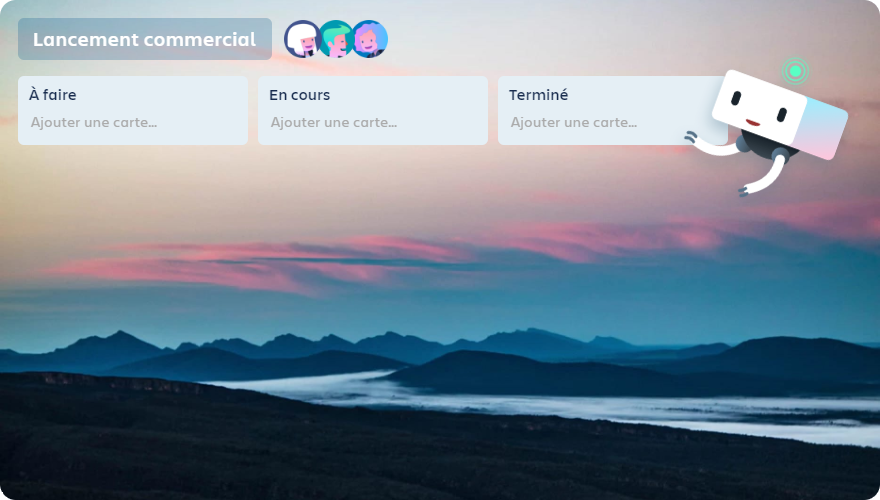 Lancement commercial
À faire
En cours
Terminé
Ajouter une carte...
Ajouter une carte...
Ajouter une carte...